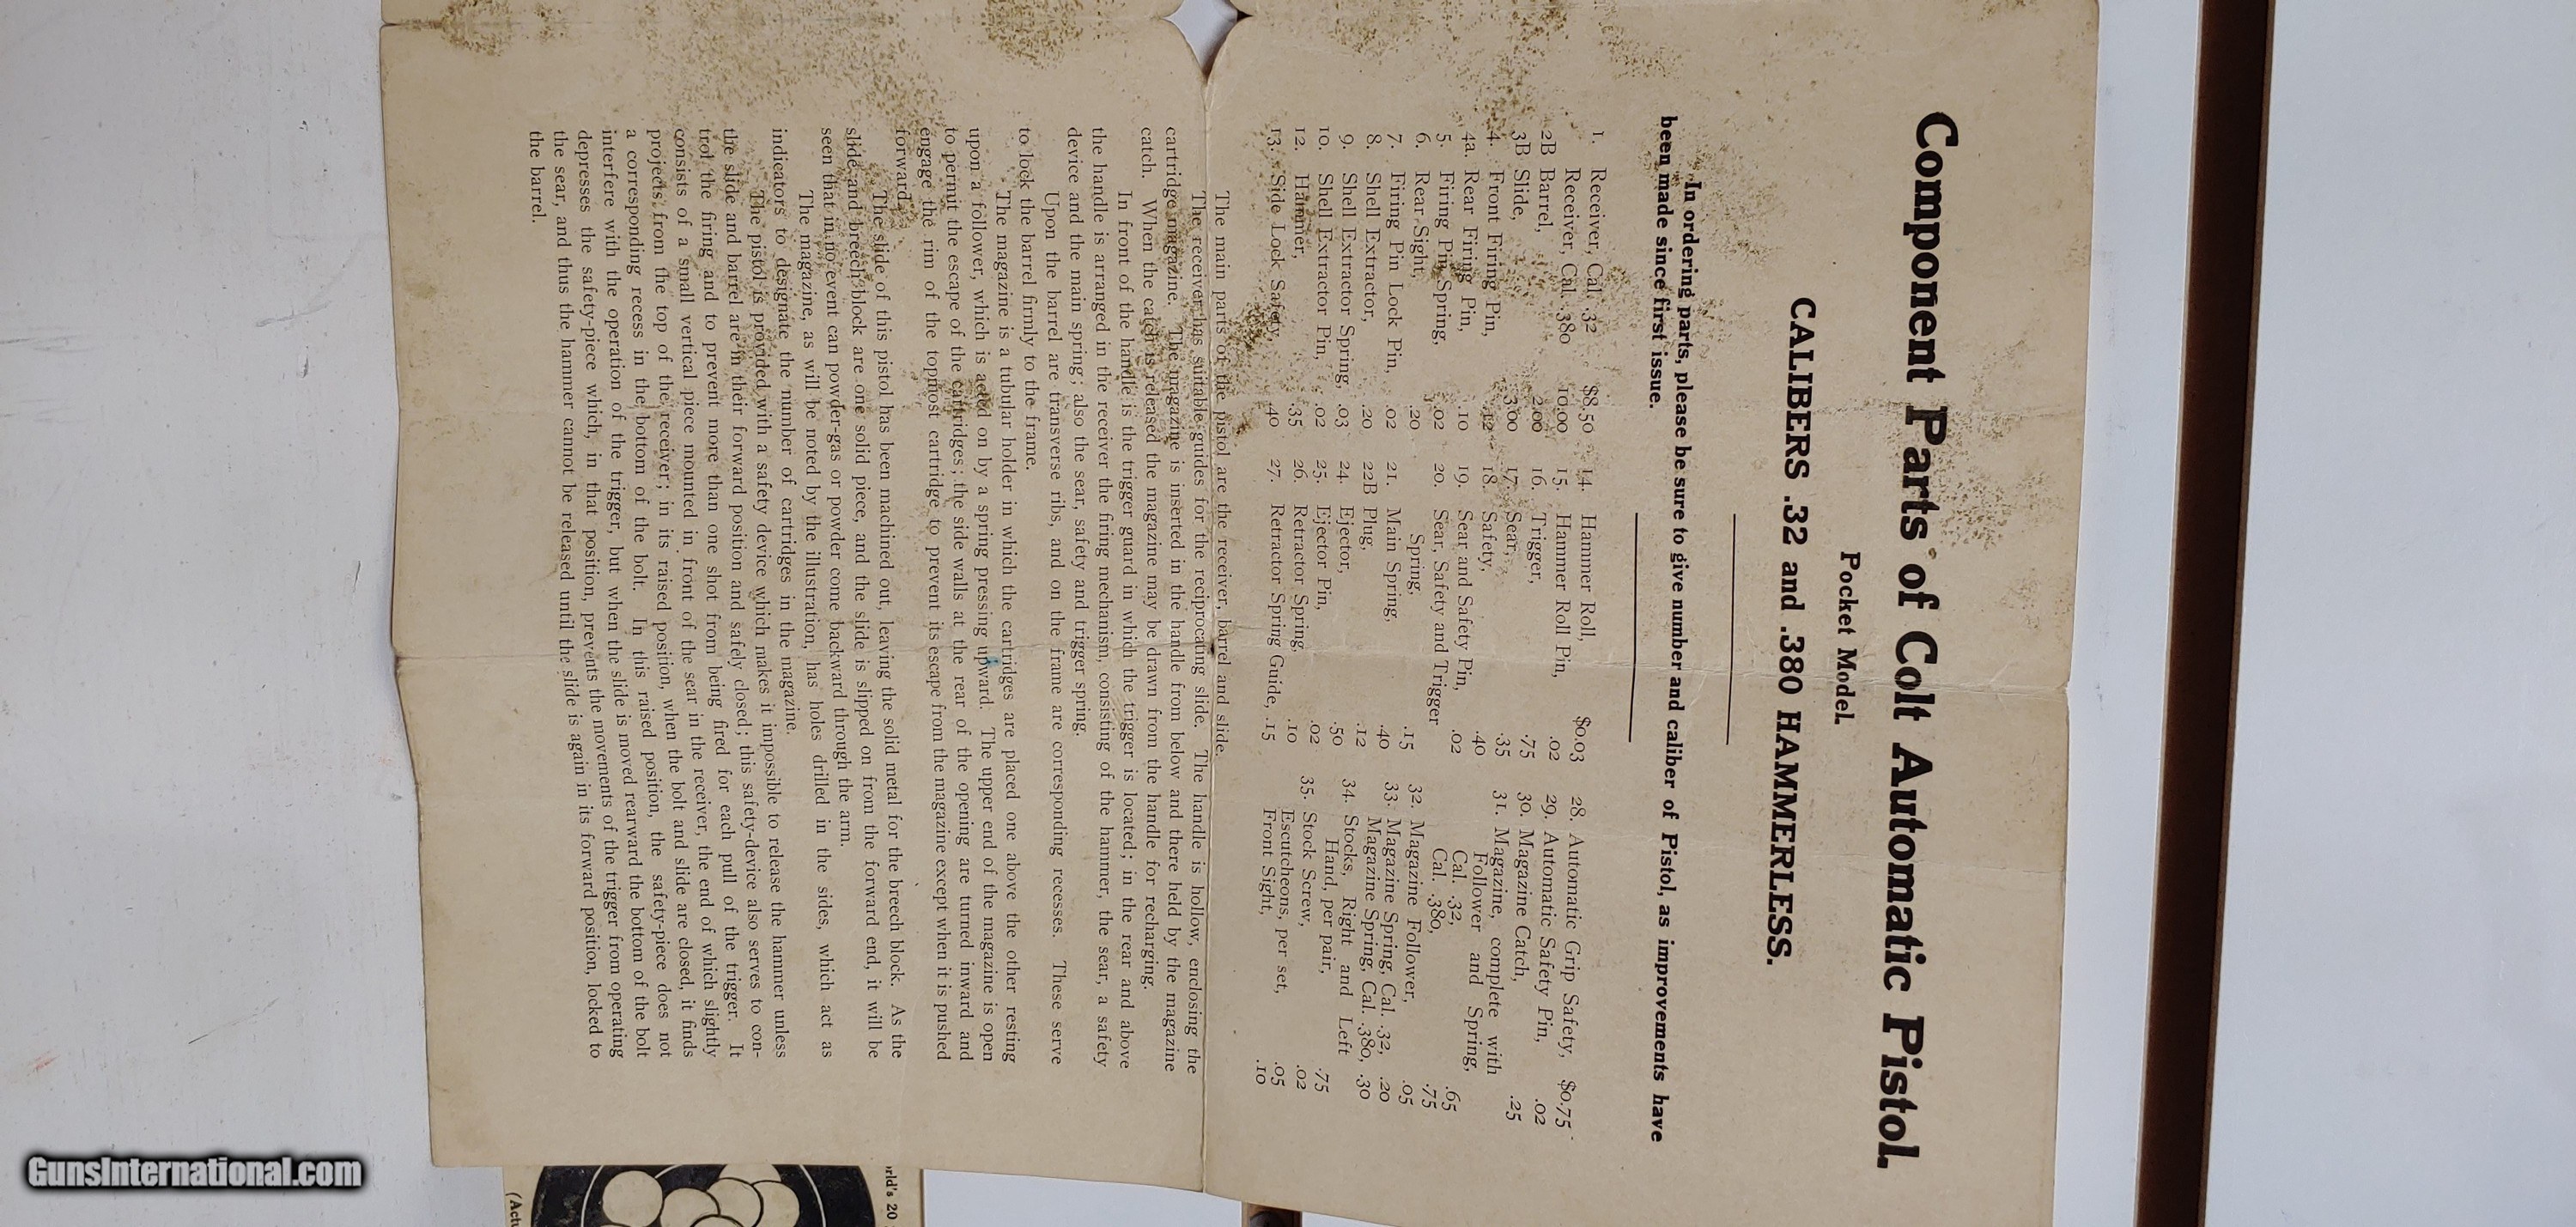 Component Parts of Colt Automatic Pistol.
Pocket Model.
CALIBERS .32 and .380 HAMMERLESS.
In ordering parts, please be sure to give number and caliber of Pistol, as improvements have
been made since first issue.
1. Receiver, Cal. .32 $8.50
Receiver, Cal. .380 10.00
2B Barrel, 2.00
3B Slide, 3.00
4. Front Firing Pin, .12
4a. Rear Firing Pin, .10
5. Firing Pin Spring, .02
6. Rear Sight, .20
7. Firing Pin Lock Pin, .02
8. Shell Extractor, .20
9. Shell Extractor Spring, .03
10. Shell Extractor Pin, .02
12. Hammer, .35
13. Side Lock Safety, .40
14. Hammer Roll, $0.03
15. Hammer Roll Pin, .02
16. Trigger, .75
17. Sear, .35
18. Safety, .40
19. Sear and Safety Pin, .02
20. Sear, Safety and Trigger
Spring, .15
21. Main Spring, .40
22B Plug, .12
24. Ejector, .50
25. Ejector Pin, .02
26. Retractor Spring, .10
27. Retractor Spring Guide, .15
28. Automatic Grip Safety, $0.75
29. Automatic Safety Pin, .02
30. Magazine Catch, .25
31. Magazine, complete with
Follower and Spring,
Cal. .32, .65
Cal. .380, .75
32. Magazine Follower, .05
33. Magazine Spring, Cal. .32, .20
Magazine Spring, Cal. .380, .30
34. Stocks, Right and Left
Hand, per pair, .75
35. Stock Screw, .02
Escutcheons, per set, .05
Front Sight, .10
The main parts of the pistol are the receiver, barrel and slide.
The receiver has suitable guides for the reciprocating slide. The handle is hollow, enclosing the
cartridge magazine. The magazine is inserted in the handle from below and there held by the magazine
catch. When the catch is released the magazine may be drawn from the handle for recharging.
In front of the handle is the trigger guard in which the trigger is located; in the rear and above
the handle is arranged in the receiver the firing mechanism, consisting of the hammer, the sear, a safety
device and the main spring; also the sear, safety and trigger spring.
Upon the barrel are transverse ribs, and on the frame are corresponding recesses. These serve
to lock the barrel firmly to the frame.
The magazine is a tubular holder in which the cartridges are placed one above the other resting
upon a follower, which is acted on by a spring pressing upward. The upper end of the magazine is open
to permit the escape of the cartridges; the side walls at the rear of the opening are turned inward and
engage the rim of the topmost cartridge to prevent its escape from the magazine except when it is pushed
forward.
The slide of this pistol has been machined out, leaving the solid metal for the breech block. As the
slide and breech block are one solid piece, and the slide is slipped on from the forward end, it will be
seen that in no event can powder-gas or powder come backward through the arm.
The magazine, as will be noted by the illustration, has holes drilled in the sides, which act as
indicators to designate the number of cartridges in the magazine.
The pistol is provided with a safety device which makes it impossible to release the hammer unless
the slide and barrel are in their forward position and safely closed; this safety-device also serves to con-
trol the firing and to prevent more than one shot from being fired for each pull of the trigger. It
consists of a small vertical piece mounted in front of the sear in the receiver, the end of which slightly
projects from the top of the receiver; in its raised position, when the bolt and slide are closed, it finds
a corresponding recess in the bottom of the bolt. In this raised position, the safety-piece does not
interfere with the operation of the trigger, but when the slide is moved rearward the bottom of the bolt
depresses the safety-piece which, in that position, prevents the movements of the trigger from operating
the sear, and thus the hammer cannot be released until the slide is again in its forward position, locked to
the barrel.
rld's 20
(Actu
GunsInternational.com